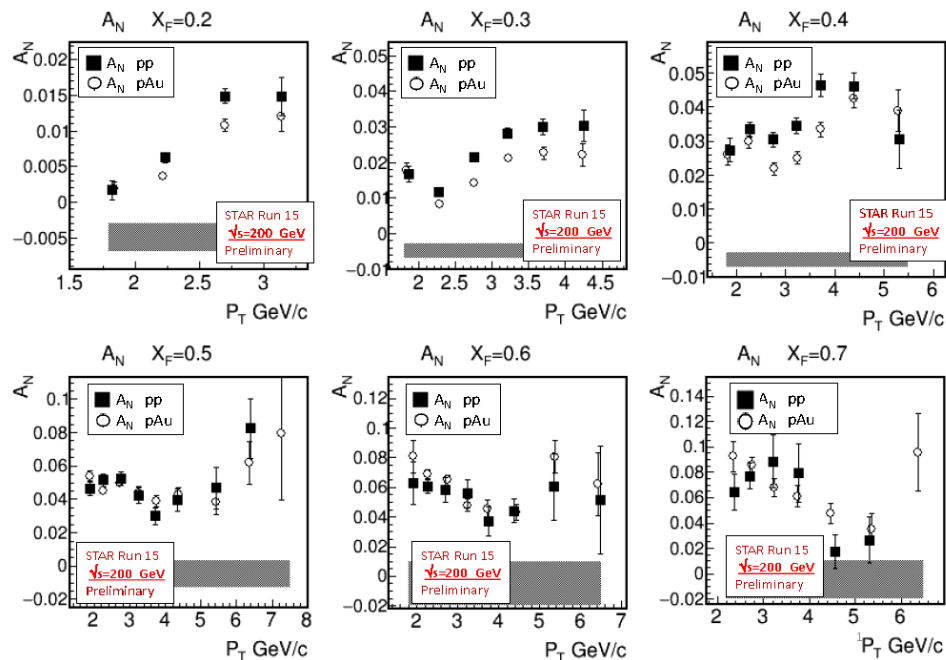 A_N X_F=0.2
A_N
0.02
0.015
0.01
0.005
0
−0.005
A_N pp
A_N pAu
STAR Run 15
√s=200 GeV
Preliminary
1.5 2 2.5 3
P_T GeV/c
A_N X_F=0.3
A_N
0.05
0.04
0.03
0.02
0.01
0
−0.01
A_N pp
A_N pAu
STAR Run 15
√s=200 GeV
Preliminary
2 2.5 3 3.5 4 4.5
P_T GeV/c
A_N X_F=0.4
A_N
0.05
0.04
0.03
0.02
0.01
0
−0.01
A_N pp
A_N pAu
STAR Run 15
√s=200 GeV
Preliminary
2 3 4 5 6
P_T GeV/c
A_N X_F=0.5
A_N
0.1
0.08
0.06
0.04
0.02
0
−0.02
A_N pp
A_N pAu
STAR Run 15
√s=200 GeV
Preliminary
2 3 4 5 6 7 8
P_T GeV/c
A_N X_F=0.6
A_N
0.12
0.1
0.08
0.06
0.04
0.02
0
−0.02
A_N pp
A_N pAu
STAR Run 15
√s=200 GeV
Preliminary
2 3 4 5 6 7
P_T GeV/c
A_N X_F=0.7
A_N
0.14
0.12
0.1
0.08
0.06
0.04
0.02
0
−0.02
A_N pp
A_N pAu
STAR Run 15
√s=200 GeV
Preliminary
2 3 4 5 6
1
P_T GeV/c